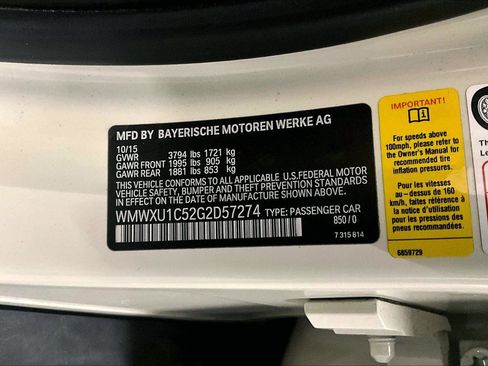 MFD BY BAYERISCHE MOTOREN WERKE AG
10/15
GVWR 3794 lbs 1721 kg
GAWR FRONT 1995 lbs 905 kg
GAWR REAR 1881 lbs 853 kg
THIS VEHICLE CONFORMS TO ALL APPLICABLE U.S.FEDERAL MOTOR
VEHICLE SAFETY, BUMPER AND THEFT PREVENTION STANDARDS
IN EFFECT ON THE DATE OF MANUFACTURE SHOWN ABOVE.
WMWXU1C52G2D57274 TYPE: PASSENGER CAR
850/0
7 315 814
IMPORTANT
INFORMATION
For speeds above
100mph, please refer to
the Owner's Manual for
recommended tire
inflation pressures.
Pour les vitesses au
-dessus de 160
km/h, faites référence à
la notice d'utilisation
pour les pressions des
pneus recommandées.
6859729